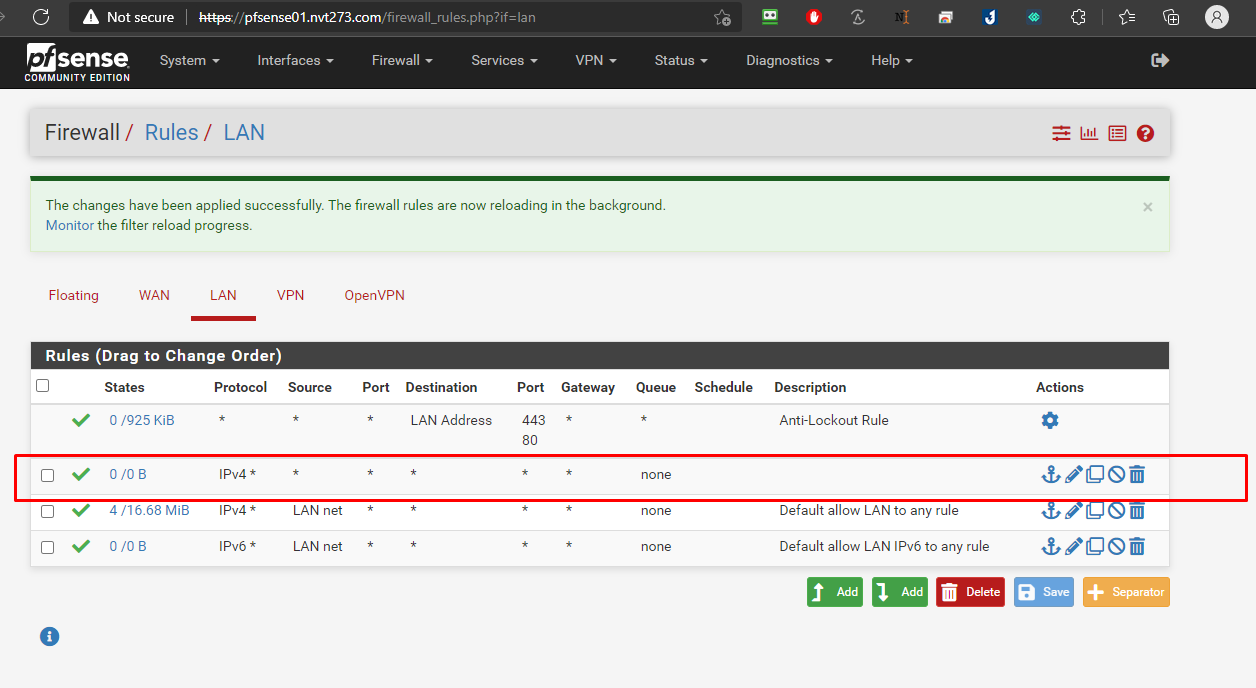 Not secure https://pfsense01.nvt273.com/firewall_rules.php?if=lan
pfsense
COMMUNITY EDITION
System Interfaces Firewall Services VPN Status Diagnostics Help
Firewall / Rules / LAN
The changes have been applied successfully. The firewall rules are now reloading in the background.
Monitor the filter reload progress.
×
Floating WAN LAN VPN OpenVPN
Rules (Drag to Change Order)
States Protocol Source Port Destination Port Gateway Queue Schedule Description Actions
0 /925 KiB * * * LAN Address 443 * * Anti-Lockout Rule
80
0 /0 B IPv4 * * * * * * none
4 /16.68 MiB IPv4 * LAN net * * * * none Default allow LAN to any rule
0 /0 B IPv6 * LAN net * * * * none Default allow LAN IPv6 to any rule
Add Add Delete Save Separator